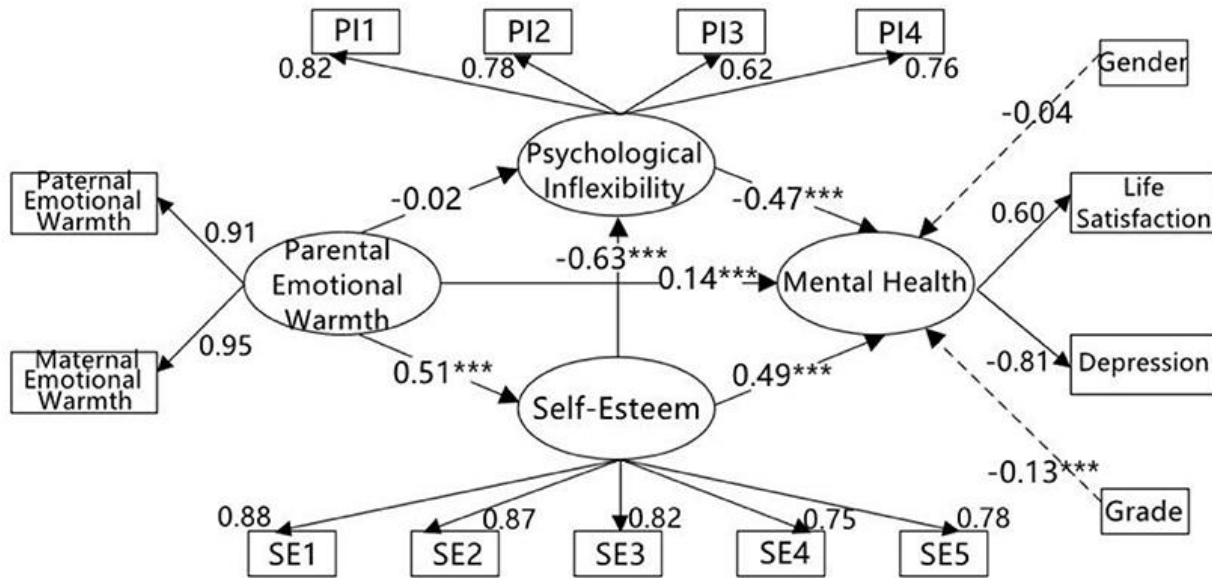 PI1
PI2
PI3
PI4
0.82
0.78
0.62
0.76
Gender
-0.04
Psychological
Inflexibility
Paternal
Emotional
Warmth
-0.02
-0.47***
Life
Satisfaction
0.60
0.91
Parental
Emotional
Warmth
-0.63***
0.14***
Mental Health
0.95
Maternal
Emotional
Warmth
0.51***
0.49***
-0.81
Depression
Self-Esteem
-0.13***
Grade
0.88
0.87
0.82
0.75
0.78
SE1
SE2
SE3
SE4
SE5